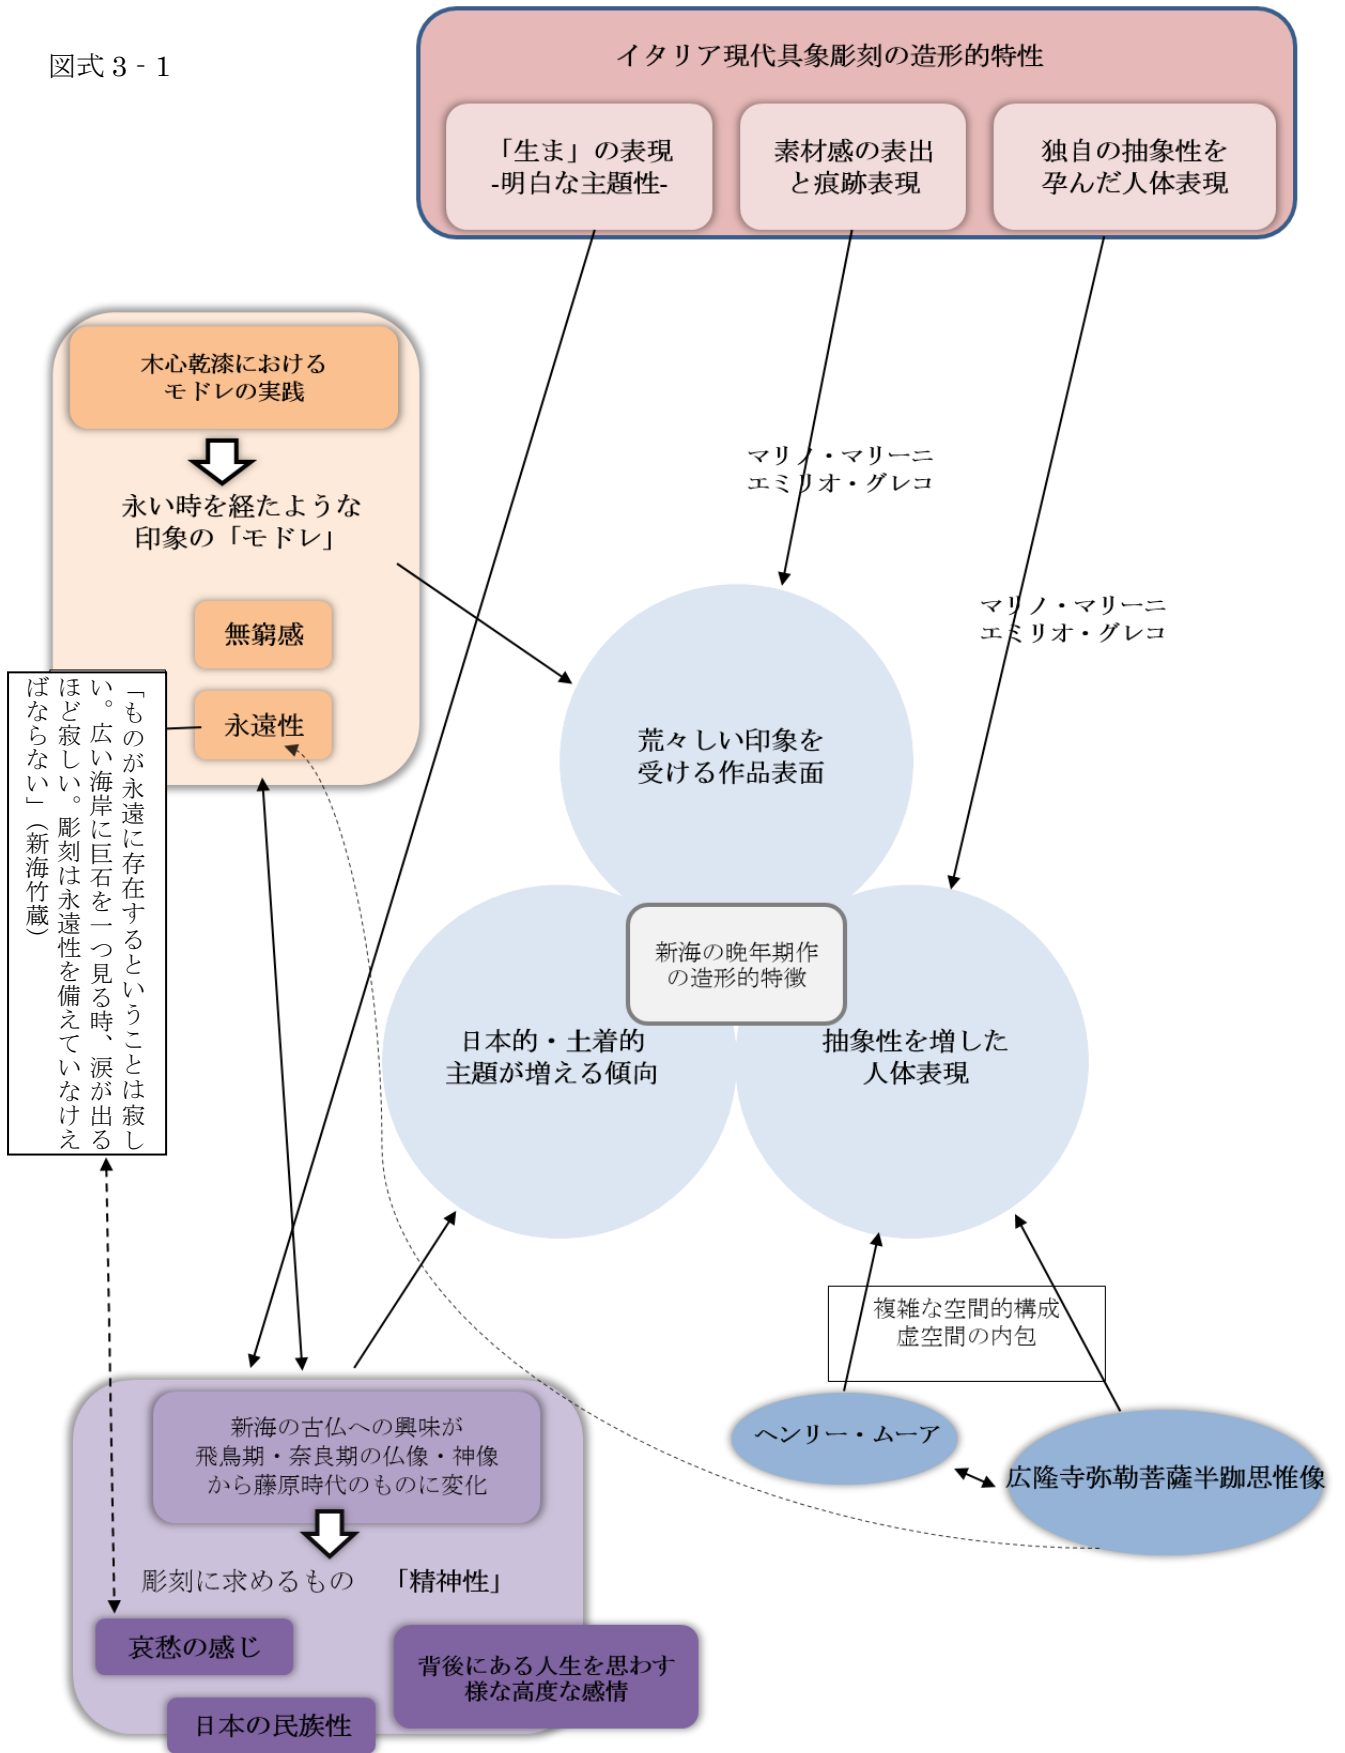 図式３‐１
イタリア現代具象彫刻の造形的特性
「生ま」の表現
-明白な主題性-
素材感の表出
と痕跡表現
独自の抽象性を
孕んだ人体表現
木心乾漆における
モドレの実践
永い時を経たような
印象の「モドレ」
無窮感
永遠性
「ものが永遠に存在するということは寂し
い。広い海岸に巨石を一つ見る時、涙が出る
ほど寂しい。彫刻は永遠性を備えていなけえ
ばならない」（新海竹蔵）
マリノ・マリーニ
エミリオ・グレコ
マリノ・マリーニ
エミリオ・グレコ
荒々しい印象を
受ける作品表面
新海の晩年期作
の造形的特徴
日本的・土着的
主題が増える傾向
抽象性を増した
人体表現
複雑な空間的構成
虚空間の内包
ヘンリー・ムーア
広隆寺弥勒菩薩半跏思惟像
新海の古仏への興味が
飛鳥期・奈良期の仏像・神像
から藤原時代のものに変化
彫刻に求めるもの　「精神性」
哀愁の感じ
背後にある人生を思わす
様な高度な感情
日本の民族性